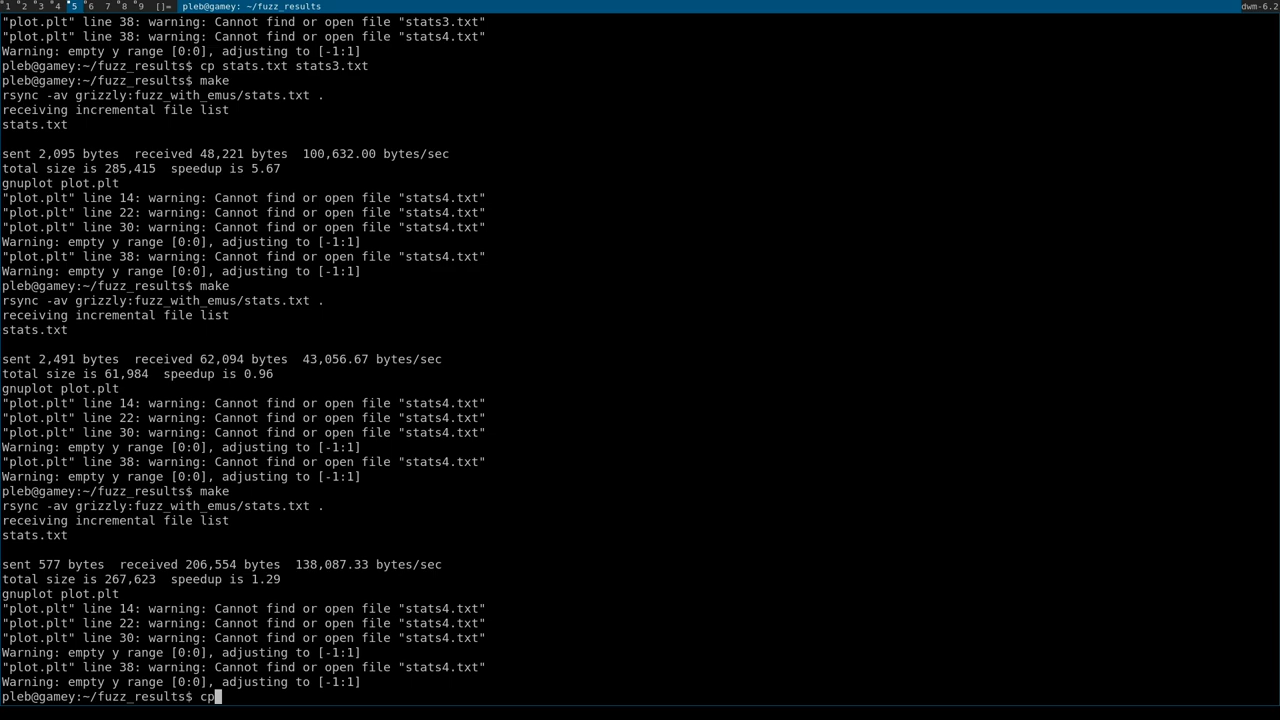 1 2 3 4 5 6 7 8 9 []= pleb@gamey: ~/fuzz_results dwm-6.2
"plot.plt" line 38: warning: Cannot find or open file "stats3.txt"
"plot.plt" line 38: warning: Cannot find or open file "stats4.txt"
Warning: empty y range [0:0], adjusting to [-1:1]
pleb@gamey:~/fuzz_results$ cp stats.txt stats3.txt
pleb@gamey:~/fuzz_results$ make
rsync -av grizzly:fuzz_with_emus/stats.txt .
receiving incremental file list
stats.txt
sent 2,095 bytes  received 48,221 bytes  100,632.00 bytes/sec
total size is 285,415  speedup is 5.67
gnuplot plot.plt
"plot.plt" line 14: warning: Cannot find or open file "stats4.txt"
"plot.plt" line 22: warning: Cannot find or open file "stats4.txt"
"plot.plt" line 30: warning: Cannot find or open file "stats4.txt"
Warning: empty y range [0:0], adjusting to [-1:1]
"plot.plt" line 38: warning: Cannot find or open file "stats4.txt"
Warning: empty y range [0:0], adjusting to [-1:1]
pleb@gamey:~/fuzz_results$ make
rsync -av grizzly:fuzz_with_emus/stats.txt .
receiving incremental file list
stats.txt
sent 2,491 bytes  received 62,094 bytes  43,056.67 bytes/sec
total size is 61,984  speedup is 0.96
gnuplot plot.plt
"plot.plt" line 14: warning: Cannot find or open file "stats4.txt"
"plot.plt" line 22: warning: Cannot find or open file "stats4.txt"
"plot.plt" line 30: warning: Cannot find or open file "stats4.txt"
Warning: empty y range [0:0], adjusting to [-1:1]
"plot.plt" line 38: warning: Cannot find or open file "stats4.txt"
Warning: empty y range [0:0], adjusting to [-1:1]
pleb@gamey:~/fuzz_results$ make
rsync -av grizzly:fuzz_with_emus/stats.txt .
receiving incremental file list
stats.txt
sent 577 bytes  received 206,554 bytes  138,087.33 bytes/sec
total size is 267,623  speedup is 1.29
gnuplot plot.plt
"plot.plt" line 14: warning: Cannot find or open file "stats4.txt"
"plot.plt" line 22: warning: Cannot find or open file "stats4.txt"
"plot.plt" line 30: warning: Cannot find or open file "stats4.txt"
Warning: empty y range [0:0], adjusting to [-1:1]
"plot.plt" line 38: warning: Cannot find or open file "stats4.txt"
Warning: empty y range [0:0], adjusting to [-1:1]
pleb@gamey:~/fuzz_results$ cp